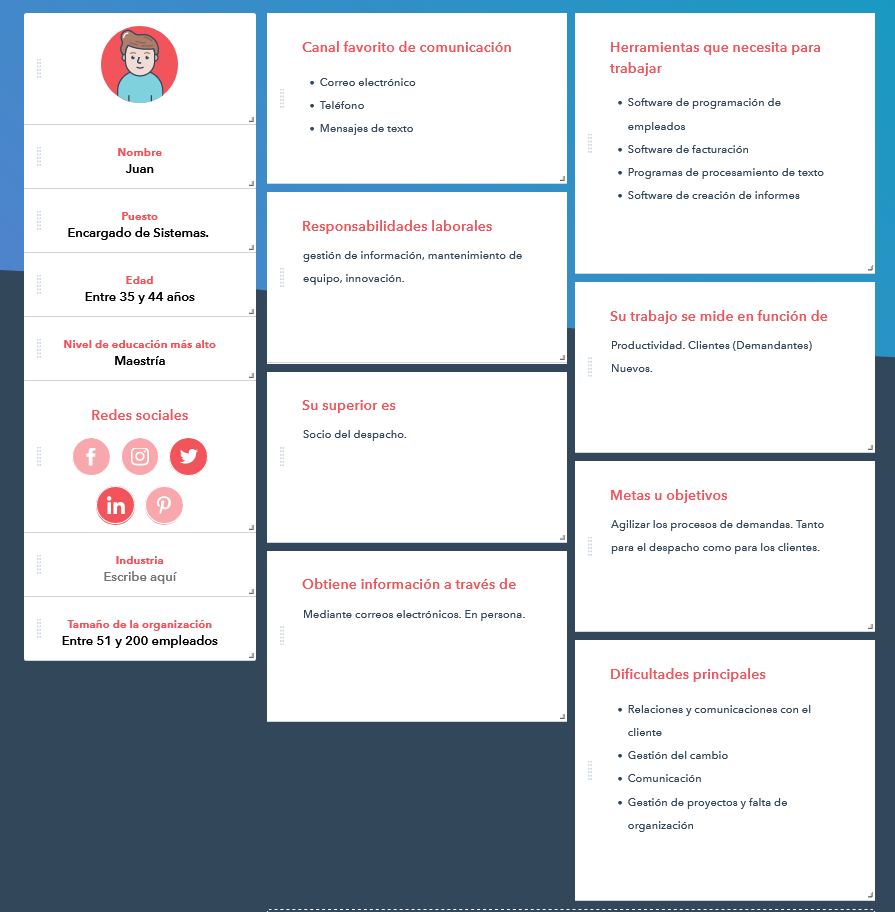 Nombre
Juan
Puesto
Encargado de Sistemas.
Edad
Entre 35 y 44 años
Nivel de educación más alto
Maestría
Redes sociales
in
Industria
Escribe aquí
Tamaño de la organización
Entre 51 y 200 empleados
Canal favorito de comunicación
• Correo electrónico
• Teléfono
• Mensajes de texto
Responsabilidades laborales
gestión de información, mantenimiento de
equipo, innovación.
Su superior es
Socio del despacho.
Obtiene información a través de
Mediante correos electrónicos. En persona.
Herramientas que necesita para
trabajar
• Software de programación de
empleados
• Software de facturación
• Programas de procesamiento de texto
• Software de creación de informes
Su trabajo se mide en función de
Productividad. Clientes (Demandantes)
Nuevos.
Metas u objetivos
Agilizar los procesos de demandas. Tanto
para el despacho como para los clientes.
Dificultades principales
• Relaciones y comunicaciones con el
cliente
• Gestión del cambio
• Comunicación
• Gestión de proyectos y falta de
organización